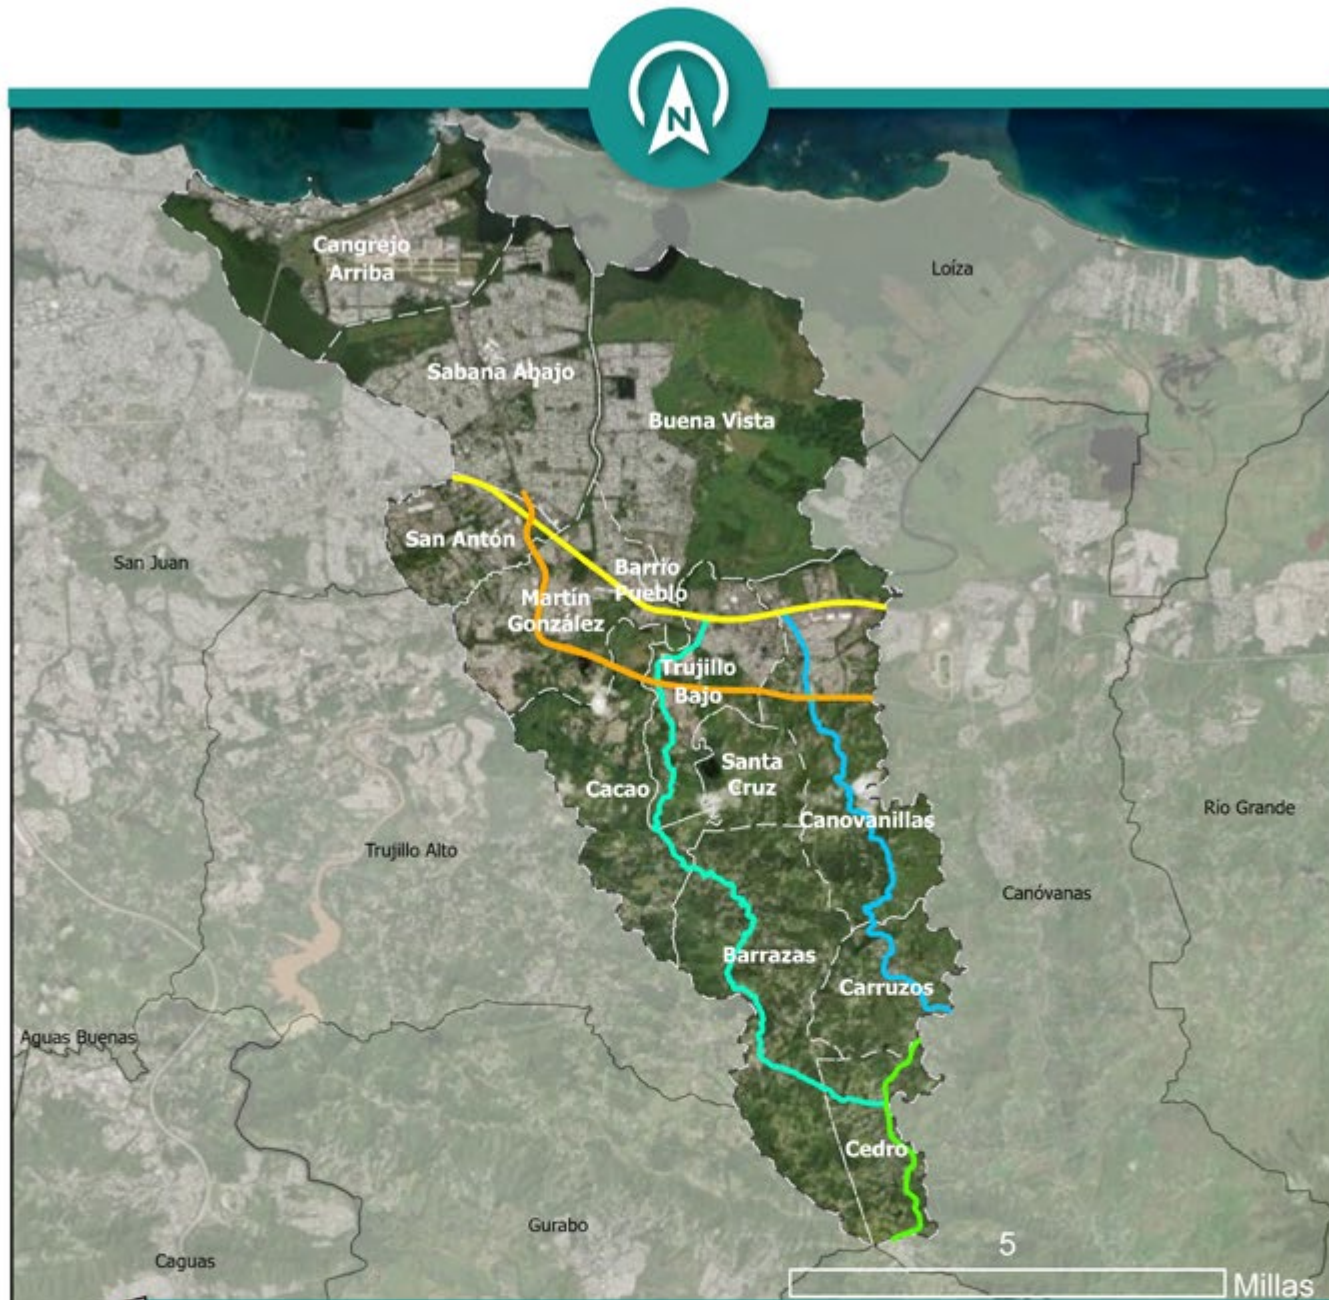 N
Cangrejo
Arriba
Loíza
Sabana Abajo
Buena Vista
San Antón
San Juan
Barrio
Pueblo
Martín
González
Trujillo
Bajo
Santa
Cruz
Cacao
Canovanillas
Río Grande
Trujillo Alto
Canóvanas
Barrazas
Carruzos
Aguas Buenas
Cedro
Gurabo
Caguas
5
Millas